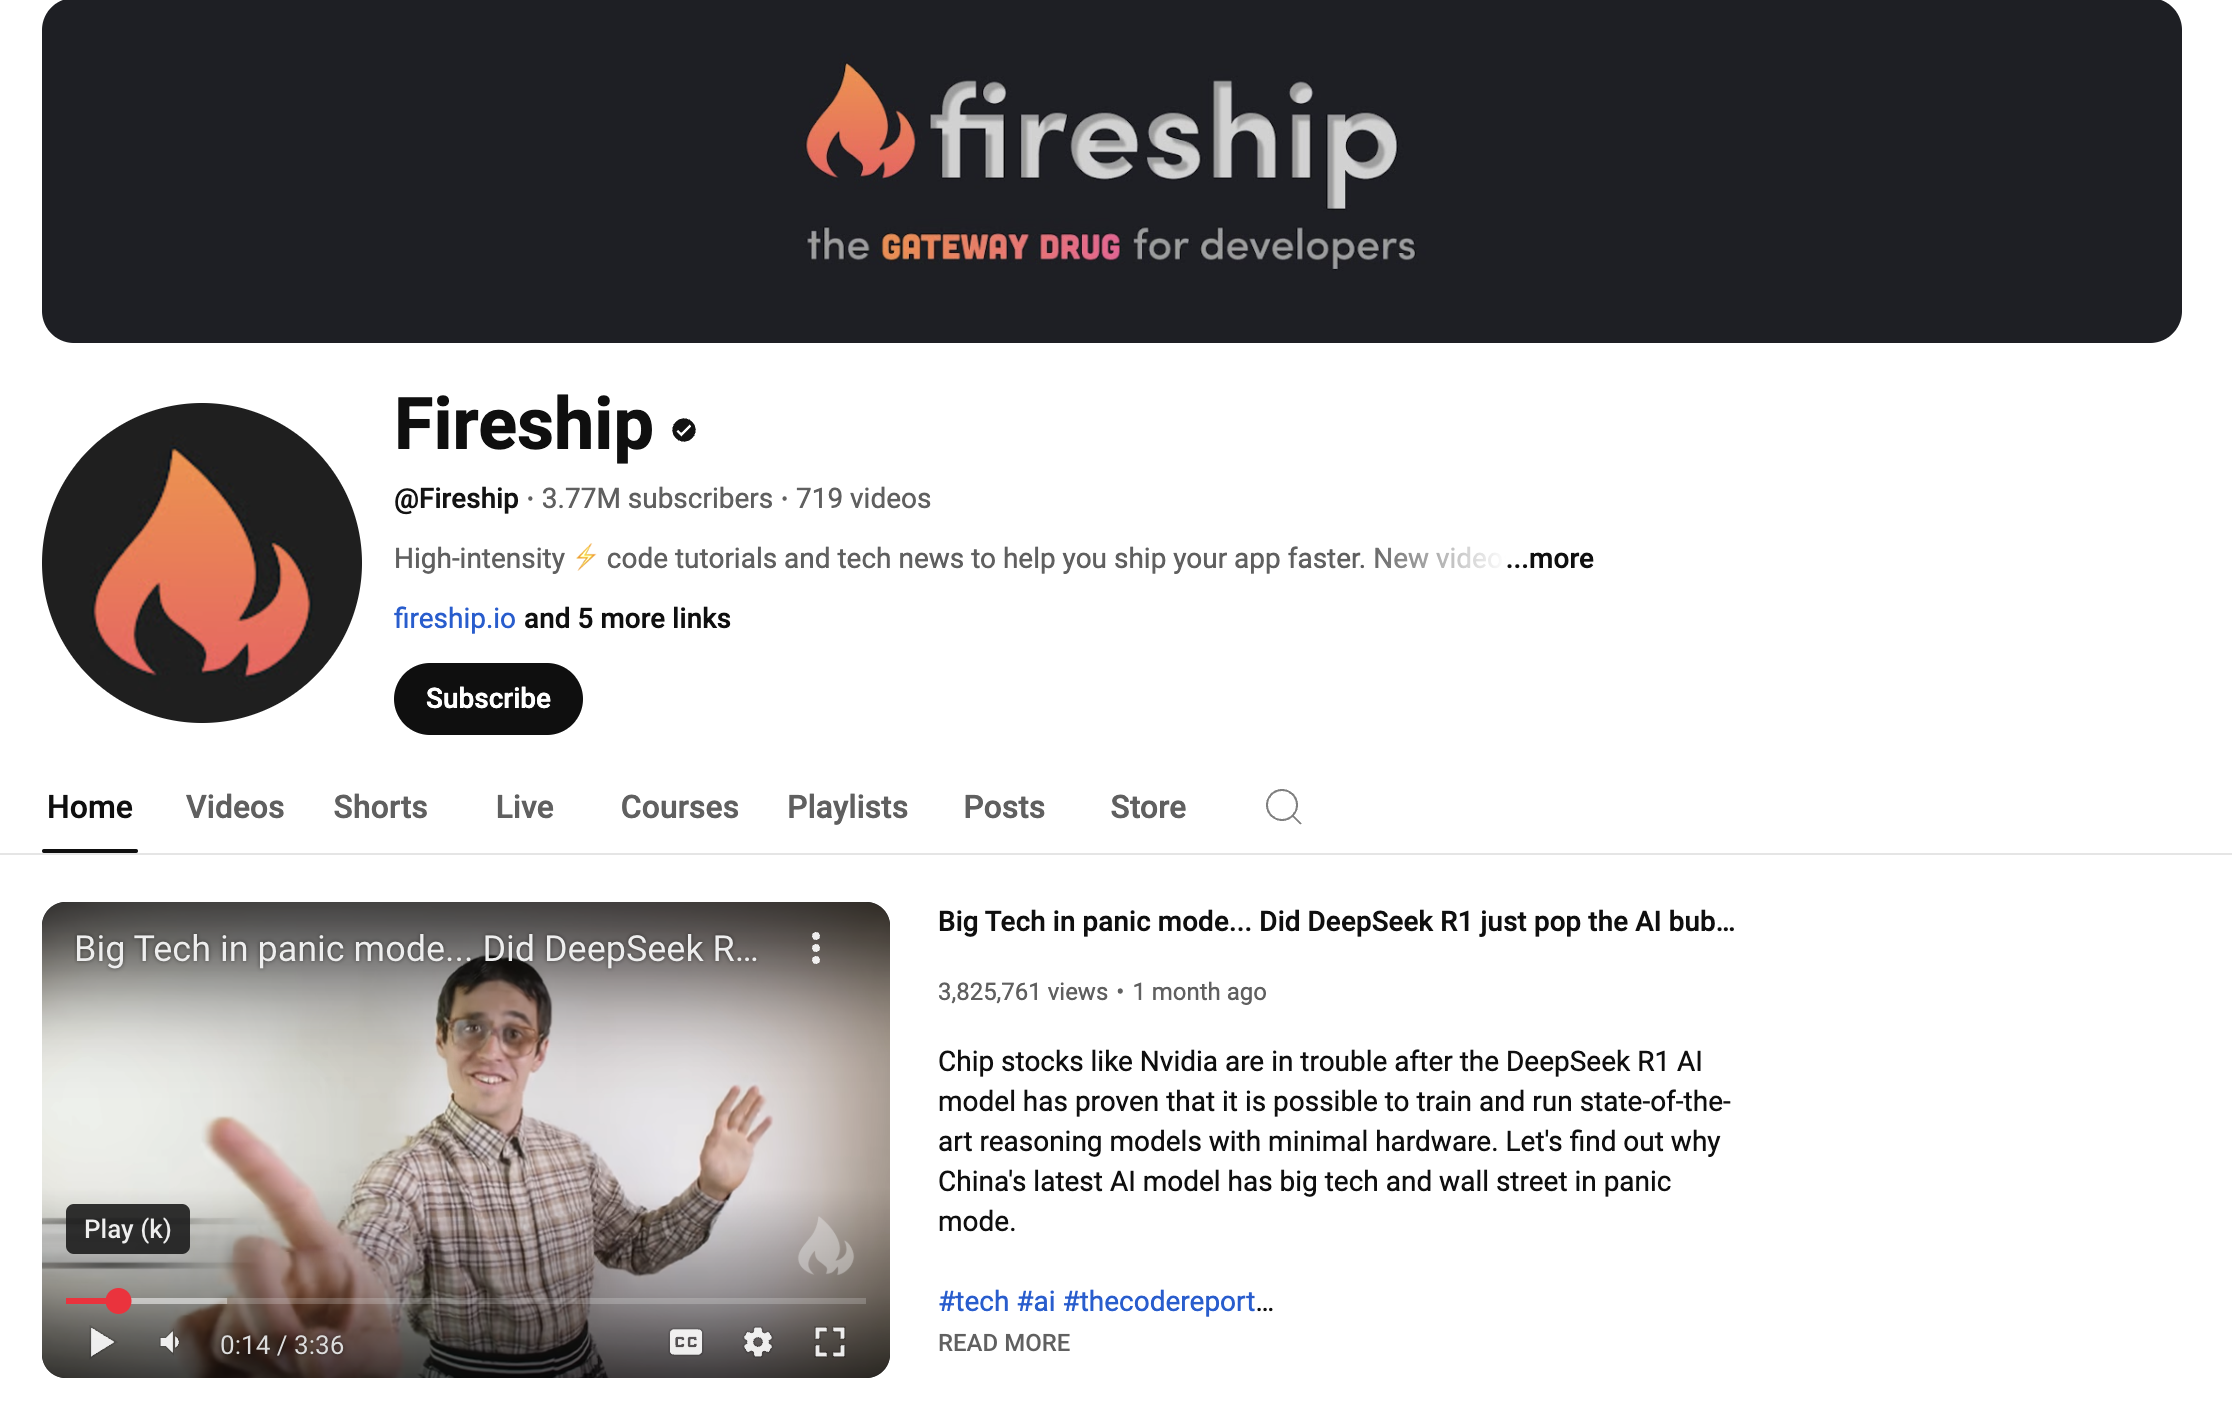 fireship
the GATEWAY DRUG for developers
Fireship
@Fireship · 3.77M subscribers · 719 videos
High-intensity ⚡ code tutorials and tech news to help you ship your app faster. New video ...more
fireship.io and 5 more links
Subscribe
Home Videos Shorts Live Courses Playlists Posts Store
Big Tech in panic mode... Did DeepSeek R...
Play (k)
0:14 / 3:36
CC
Big Tech in panic mode... Did DeepSeek R1 just pop the AI bub...
3,825,761 views • 1 month ago
Chip stocks like Nvidia are in trouble after the DeepSeek R1 AI
model has proven that it is possible to train and run state-of-the-
art reasoning models with minimal hardware. Let's find out why
China's latest AI model has big tech and wall street in panic
mode.
#tech #ai #thecodereport...
READ MORE